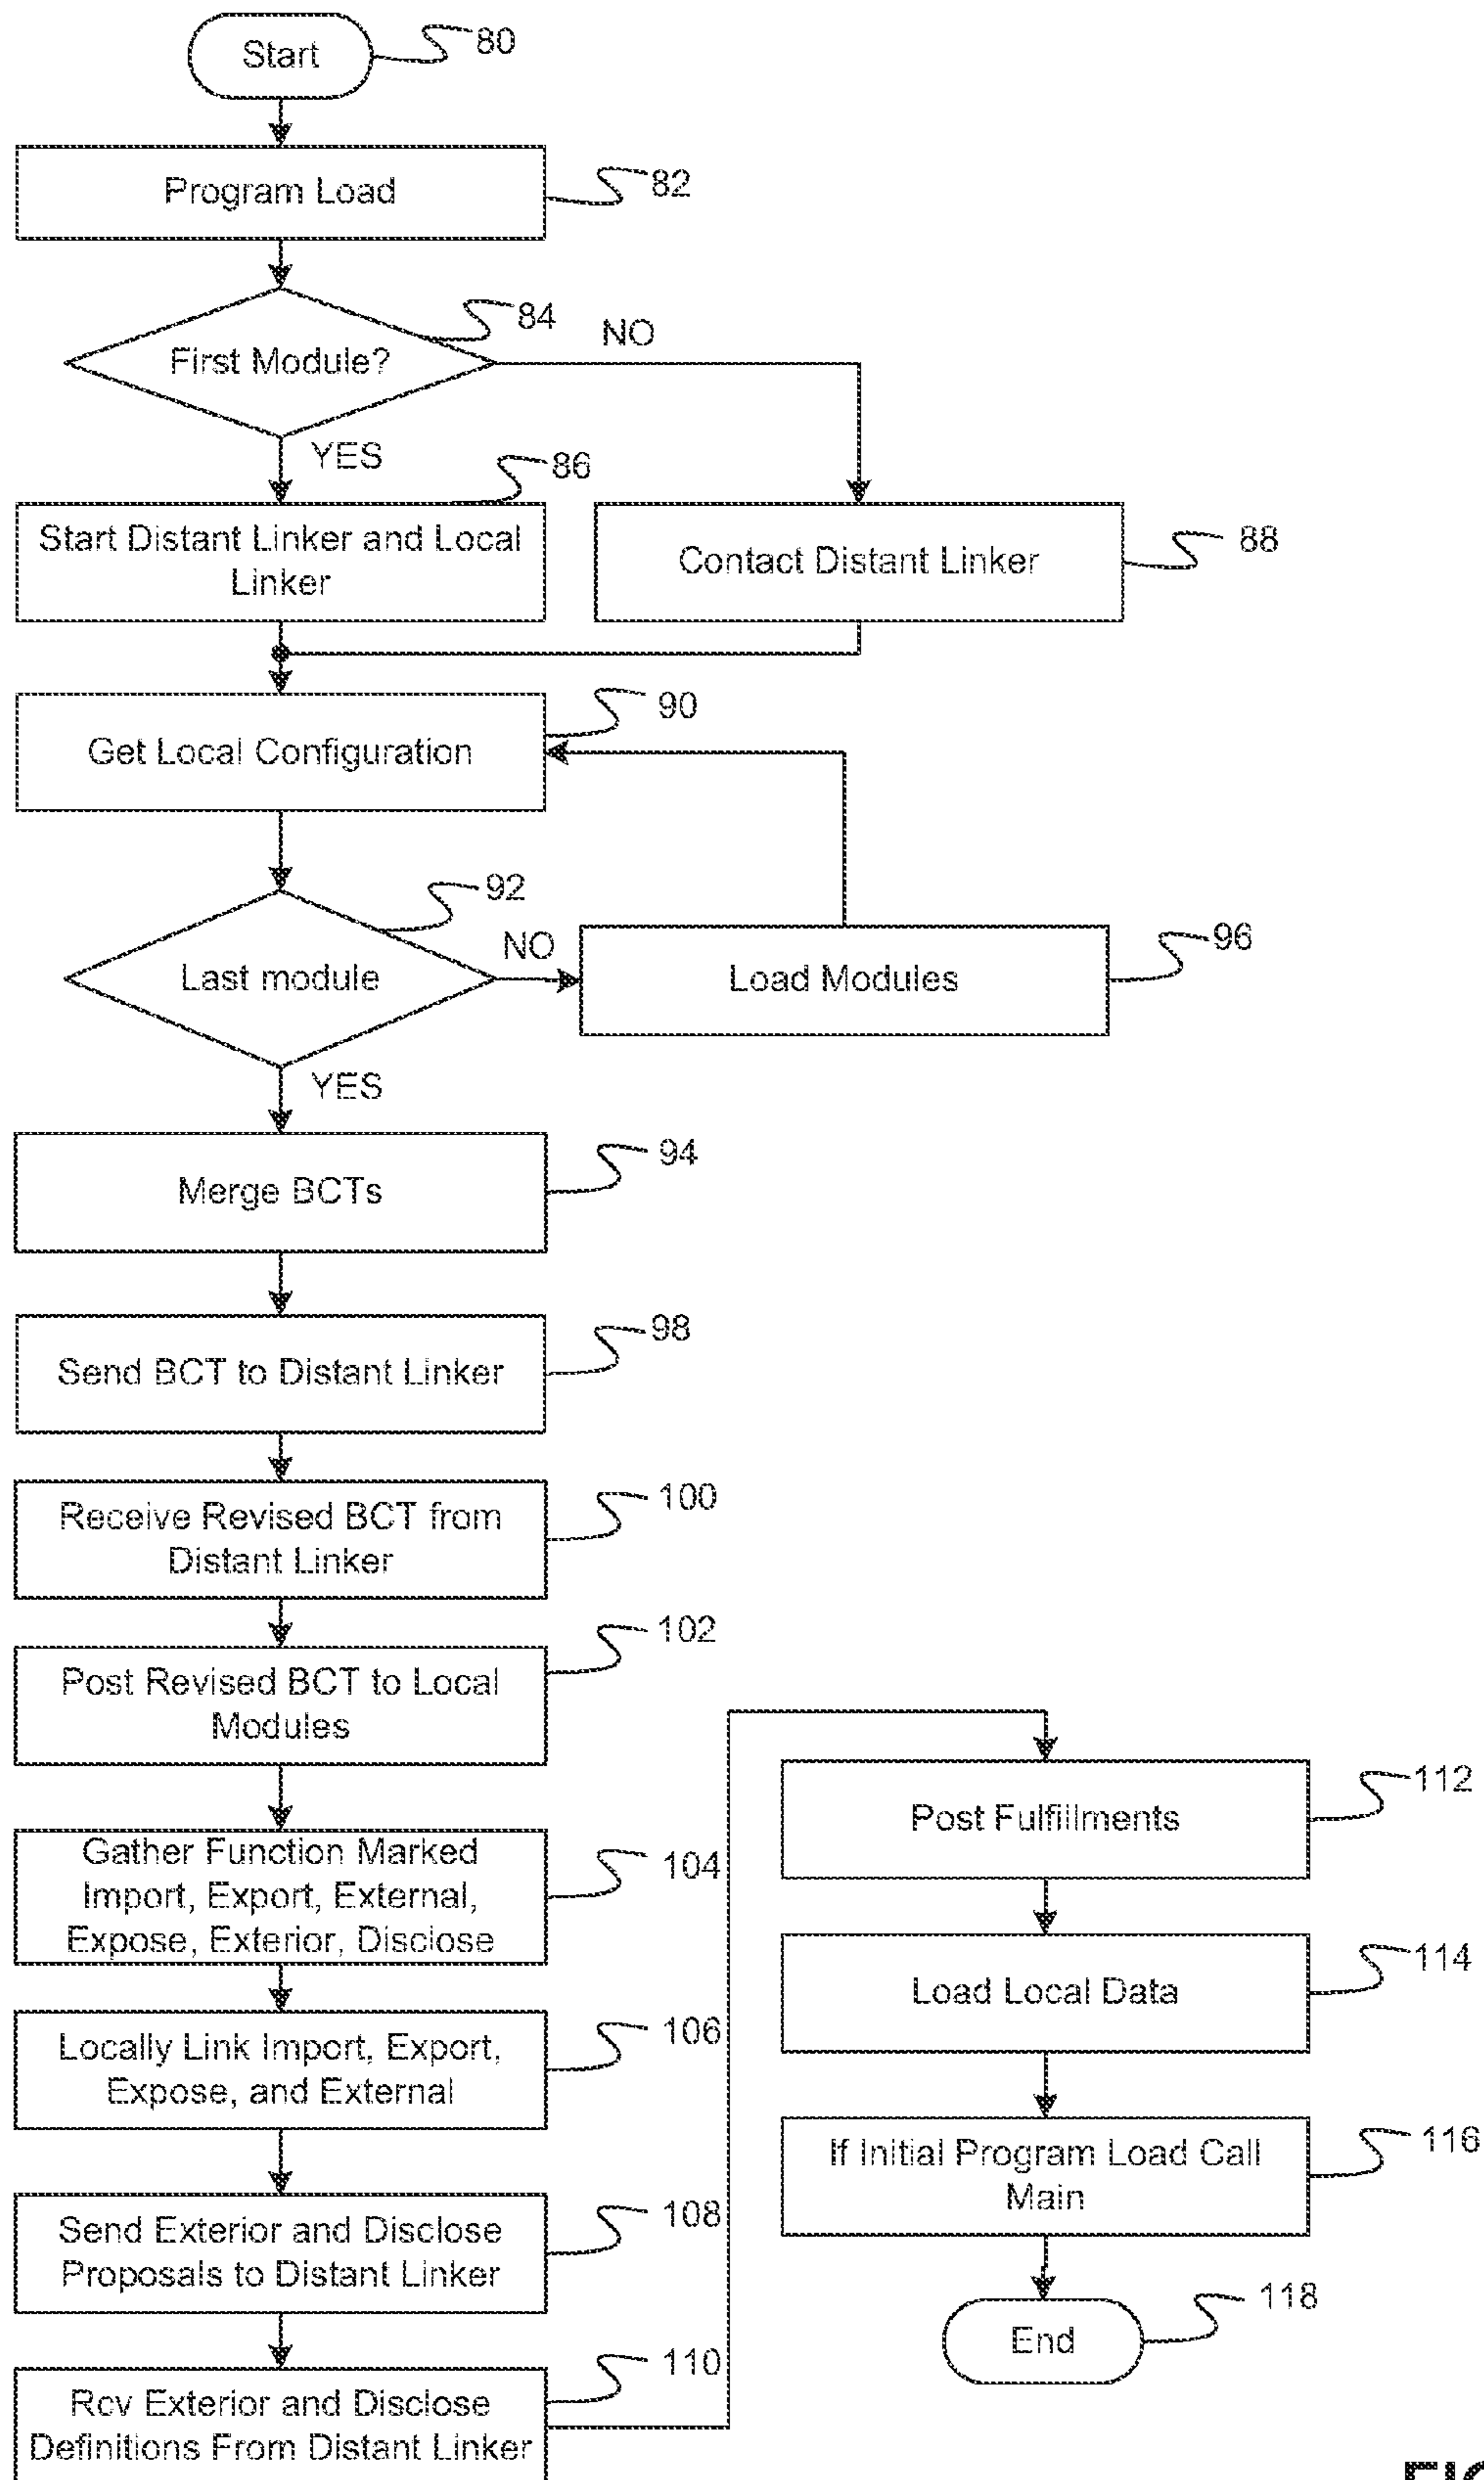 Start
80
Program Load
82
First Module?
84
NO
YES
86
Start Distant Linker and Local
Linker
Contact Distant Linker
88
Get Local Configuration
90
Last module
92
NO
Load Modules
96
YES
Merge BCTs
94
Send BCT to Distant Linker
98
Receive Revised BCT from
Distant Linker
100
Post Revised BCT to Local
Modules
102
Gather Function Marked
Import, Export, External,
Expose, Exterior, Disclose
104
Locally Link Import, Export,
Expose, and External
106
Send Exterior and Disclose
Proposals to Distant Linker
108
Rcv Exterior and Disclose
Definitions From Distant Linker
110
Post Fulfillments
112
Load Local Data
114
If Initial Program Load Call
Main
116
End
118